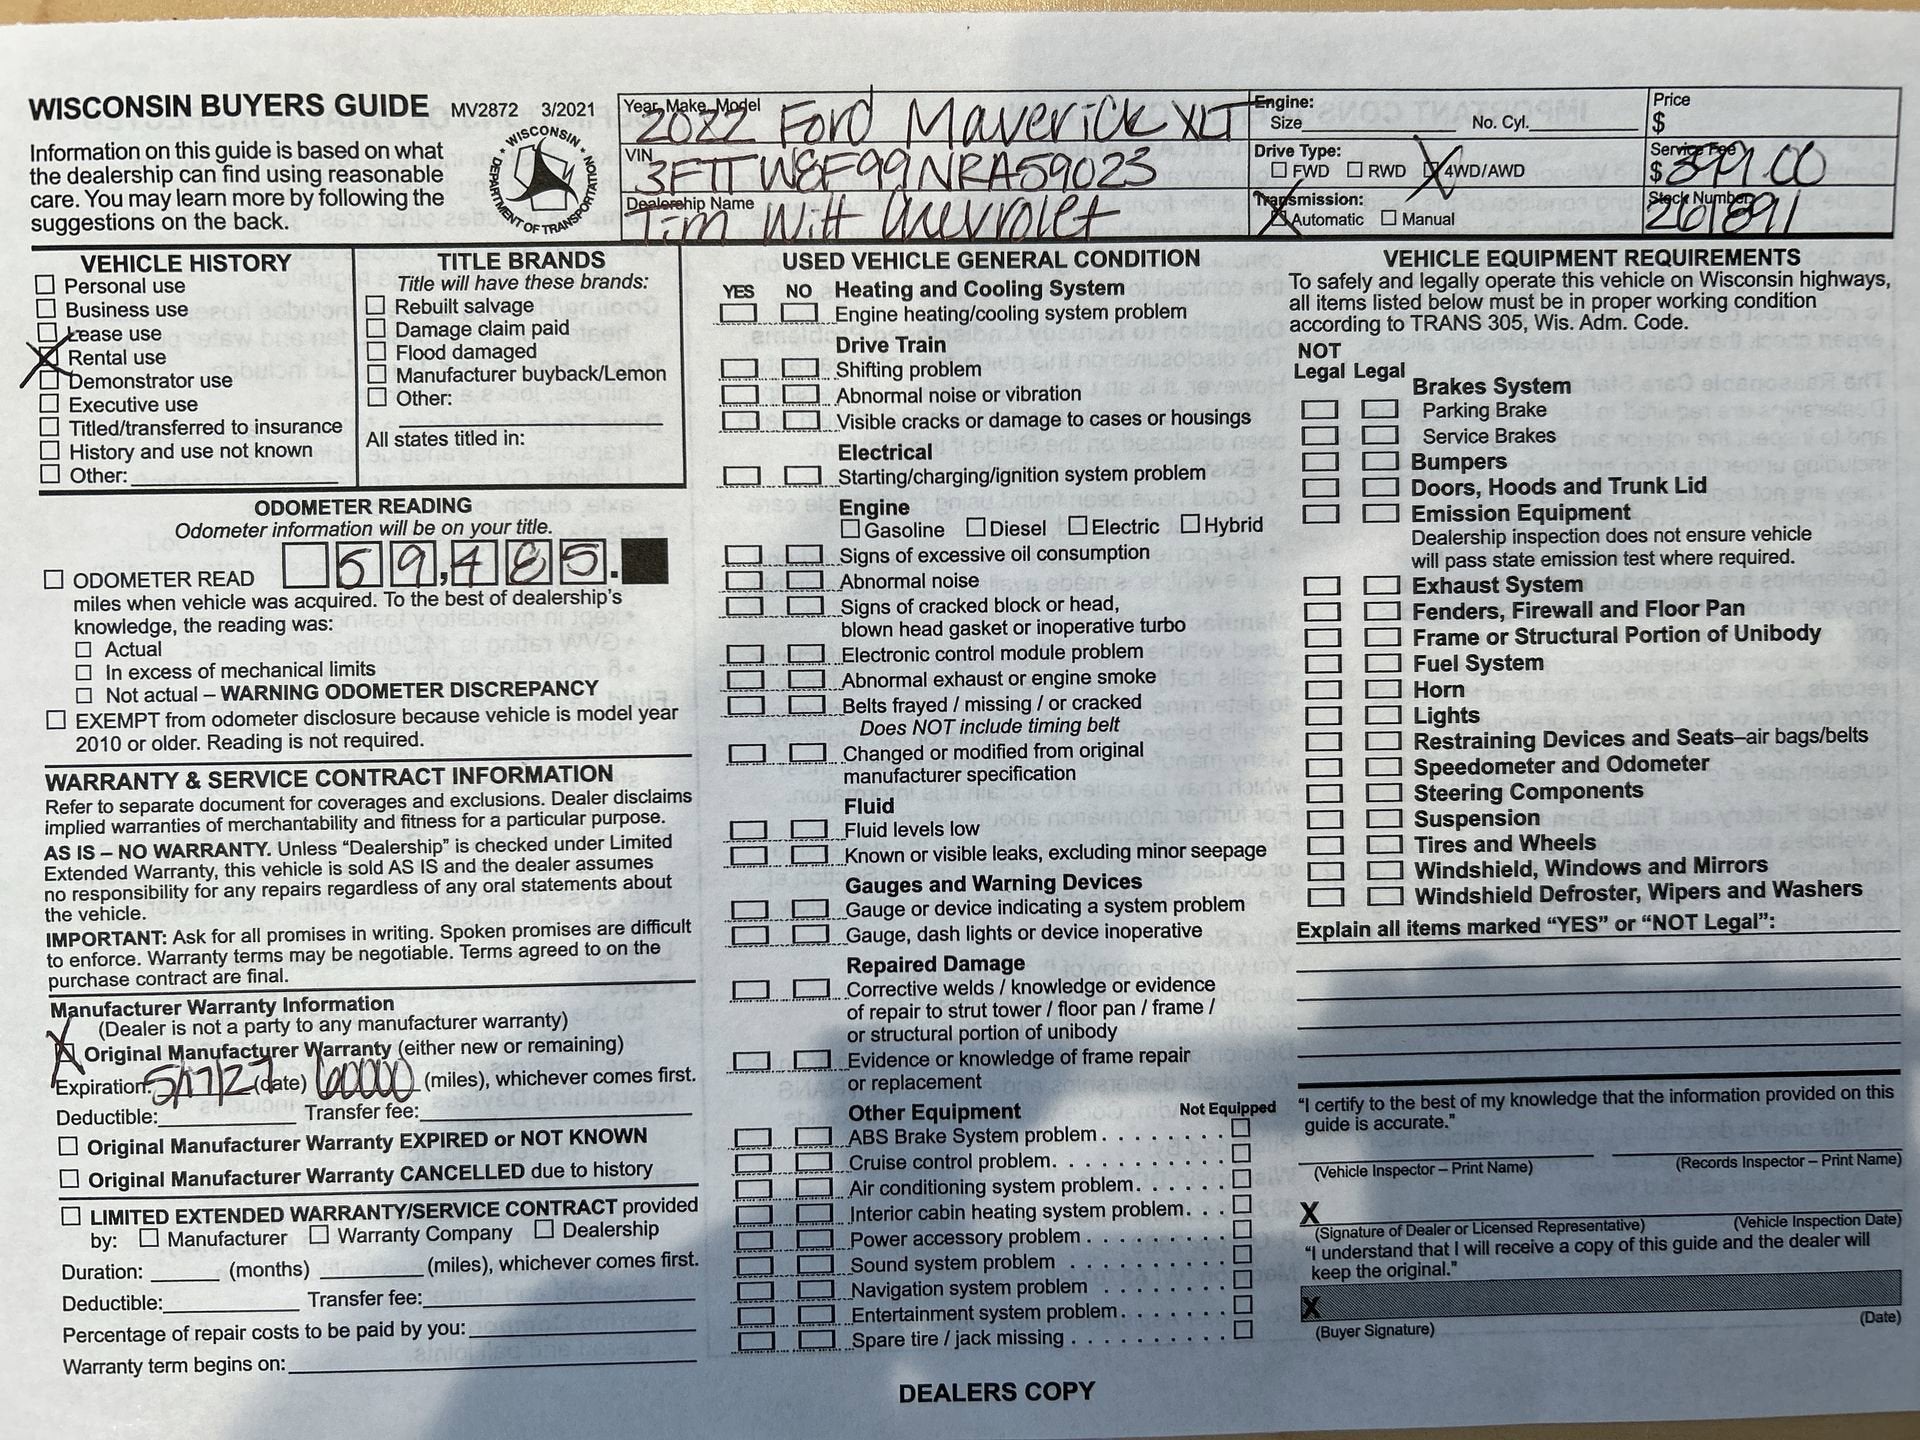 WISCONSIN BUYERS GUIDE MV2872 3/2021
Information on this guide is based on what
the dealership can find using reasonable
care. You may learn more by following the
suggestions on the back.
WISCONSIN DEPARTMENT OF TRANSPORTATION
Year, Make, Model
2022 Ford Maverick XLT
VIN
3FTTW8F99NRA59023
Dealership Name
Tim Witt Chevrolet
Engine:
Size No. Cyl.
Drive Type:
FWD RWD 4WD/AWD
Transmission:
Automatic Manual
Price
$
Service Fee
$ 399.00
Stock Number
261891
VEHICLE HISTORY
Personal use
Business use
Lease use
Rental use
Demonstrator use
Executive use
Titled/transferred to insurance
History and use not known
Other:
TITLE BRANDS
Title will have these brands:
Rebuilt salvage
Damage claim paid
Flood damaged
Manufacturer buyback/Lemon
Other:
All states titled in:
ODOMETER READING
Odometer information will be on your title.
ODOMETER READ 59,485.
miles when vehicle was acquired. To the best of dealership's
knowledge, the reading was:
Actual
In excess of mechanical limits
Not actual – WARNING ODOMETER DISCREPANCY
EXEMPT from odometer disclosure because vehicle is model year
2010 or older. Reading is not required.
WARRANTY & SERVICE CONTRACT INFORMATION
Refer to separate document for coverages and exclusions. Dealer disclaims
implied warranties of merchantability and fitness for a particular purpose.
AS IS – NO WARRANTY. Unless "Dealership" is checked under Limited
Extended Warranty, this vehicle is sold AS IS and the dealer assumes
no responsibility for any repairs regardless of any oral statements about
the vehicle.
IMPORTANT: Ask for all promises in writing. Spoken promises are difficult
to enforce. Warranty terms may be negotiable. Terms agreed to on the
purchase contract are final.
Manufacturer Warranty Information
(Dealer is not a party to any manufacturer warranty)
Original Manufacturer Warranty (either new or remaining)
Expiration: 5/17/27 (date) 60000 (miles), whichever comes first.
Deductible: Transfer fee:
Original Manufacturer Warranty EXPIRED or NOT KNOWN
Original Manufacturer Warranty CANCELLED due to history
LIMITED EXTENDED WARRANTY/SERVICE CONTRACT provided
by: Manufacturer Warranty Company Dealership
Duration: (months) (miles), whichever comes first.
Deductible: Transfer fee:
Percentage of repair costs to be paid by you:
Warranty term begins on:
USED VEHICLE GENERAL CONDITION
YES NO Heating and Cooling System
Engine heating/cooling system problem
Drive Train
Shifting problem
Abnormal noise or vibration
Visible cracks or damage to cases or housings
Electrical
Starting/charging/ignition system problem
Engine
Gasoline Diesel Electric Hybrid
Signs of excessive oil consumption
Abnormal noise
Signs of cracked block or head,
blown head gasket or inoperative turbo
Electronic control module problem
Abnormal exhaust or engine smoke
Belts frayed / missing / or cracked
Does NOT include timing belt
Changed or modified from original
manufacturer specification
Fluid
Fluid levels low
Known or visible leaks, excluding minor seepage
Gauges and Warning Devices
Gauge or device indicating a system problem
Gauge, dash lights or device inoperative
Repaired Damage
Corrective welds / knowledge or evidence
of repair to strut tower / floor pan / frame /
or structural portion of unibody
Evidence or knowledge of frame repair
or replacement
Other Equipment Not Equipped
ABS Brake System problem
Cruise control problem
Air conditioning system problem
Interior cabin heating system problem
Power accessory problem
Sound system problem
Navigation system problem
Entertainment system problem
Spare tire / jack missing
VEHICLE EQUIPMENT REQUIREMENTS
To safely and legally operate this vehicle on Wisconsin highways,
all items listed below must be in proper working condition
according to TRANS 305, Wis. Adm. Code.
NOT
Legal Legal
Brakes System
Parking Brake
Service Brakes
Bumpers
Doors, Hoods and Trunk Lid
Emission Equipment
Dealership inspection does not ensure vehicle
will pass state emission test where required.
Exhaust System
Fenders, Firewall and Floor Pan
Frame or Structural Portion of Unibody
Fuel System
Horn
Lights
Restraining Devices and Seats–air bags/belts
Speedometer and Odometer
Steering Components
Suspension
Tires and Wheels
Windshield, Windows and Mirrors
Windshield Defroster, Wipers and Washers
Explain all items marked "YES" or "NOT Legal":
"I certify to the best of my knowledge that the information provided on this
guide is accurate."
(Vehicle Inspector – Print Name) (Records Inspector – Print Name)
X
(Signature of Dealer or Licensed Representative) (Vehicle Inspection Date)
"I understand that I will receive a copy of this guide and the dealer will
keep the original."
X
(Buyer Signature) (Date)
DEALERS COPY